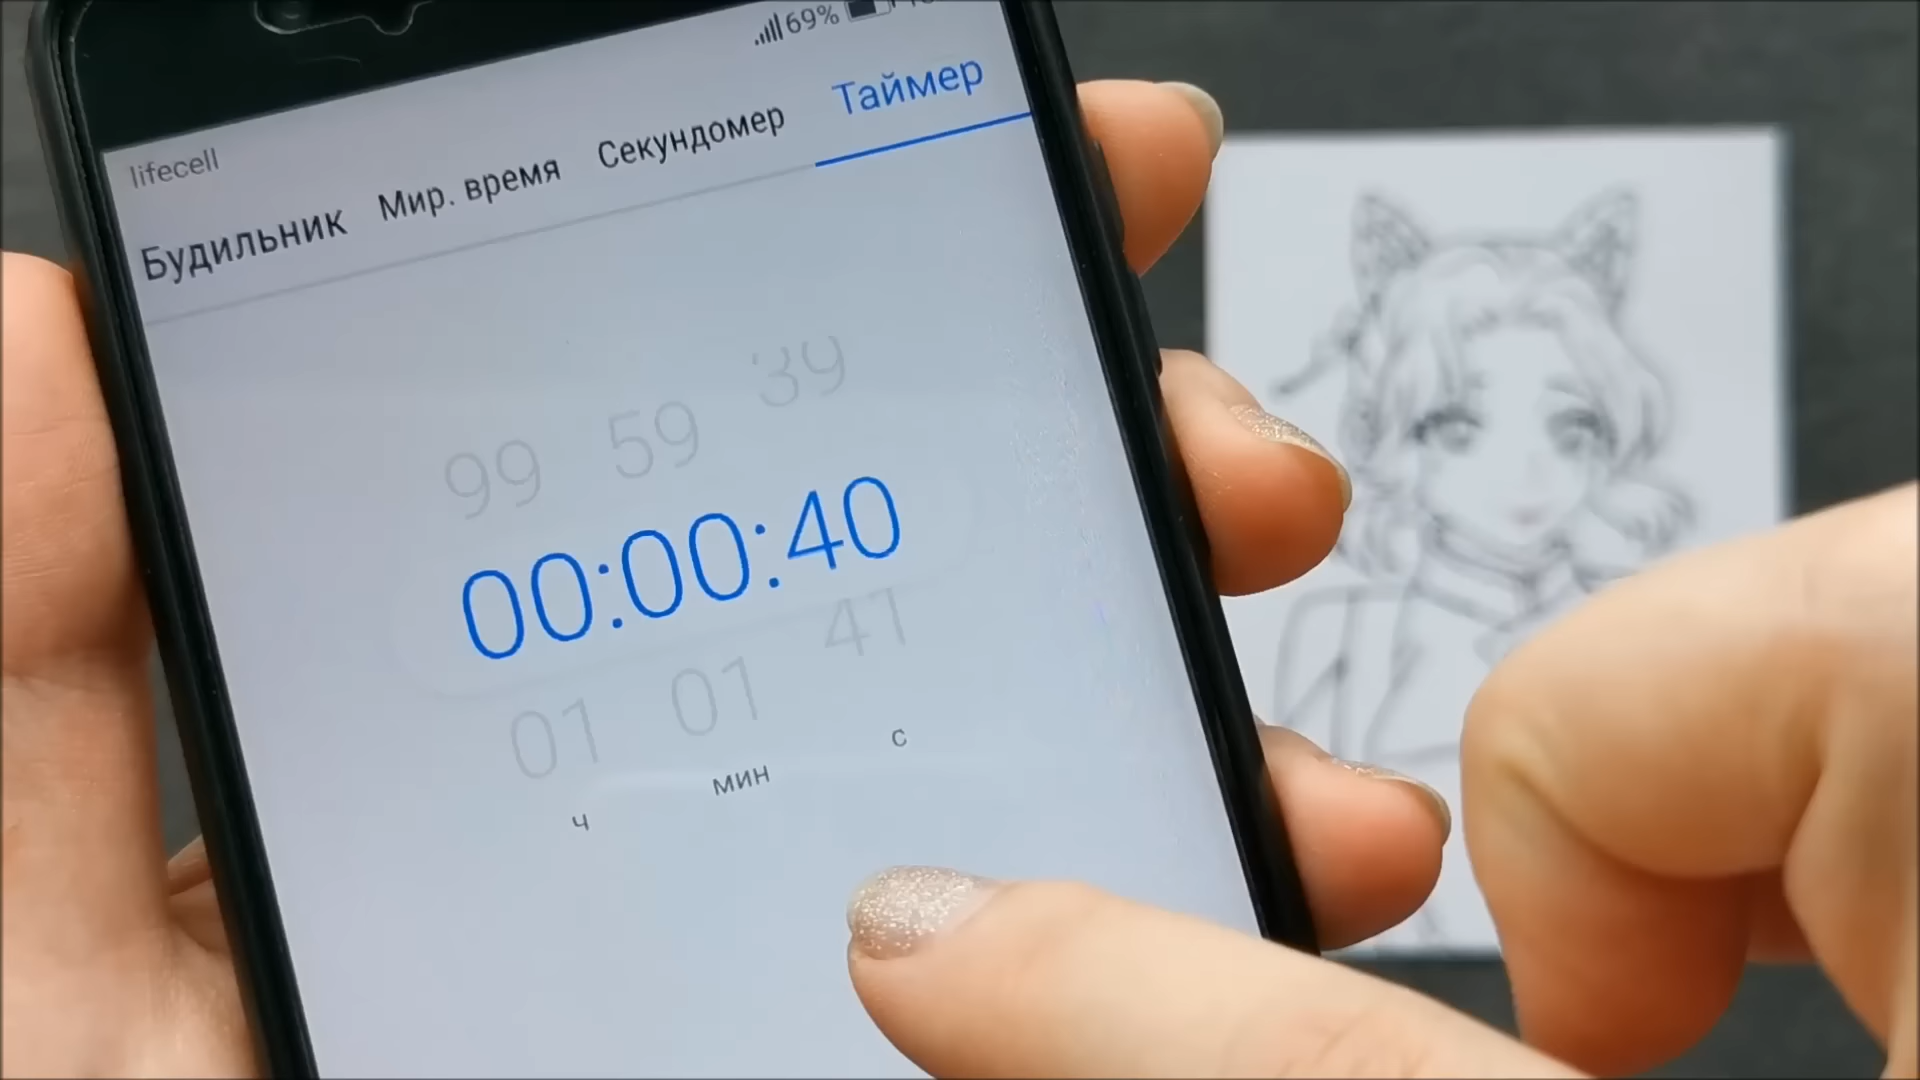 69%
lifecell
Будильник Мир. время Секундомер Таймер
99 59 39
00:00:40
01 01 41
ч мин с